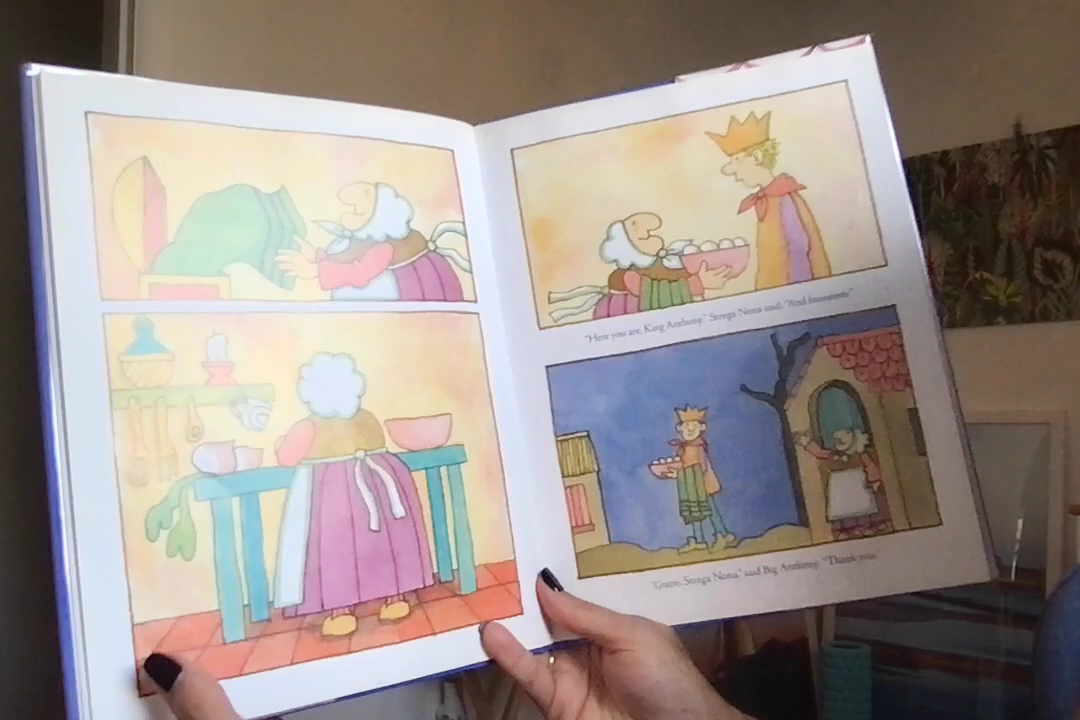 "Here you are, King Anthony," Strega Nona said. "And
"Grazie, Strega Nona," said Big Anthony. "Thank you."